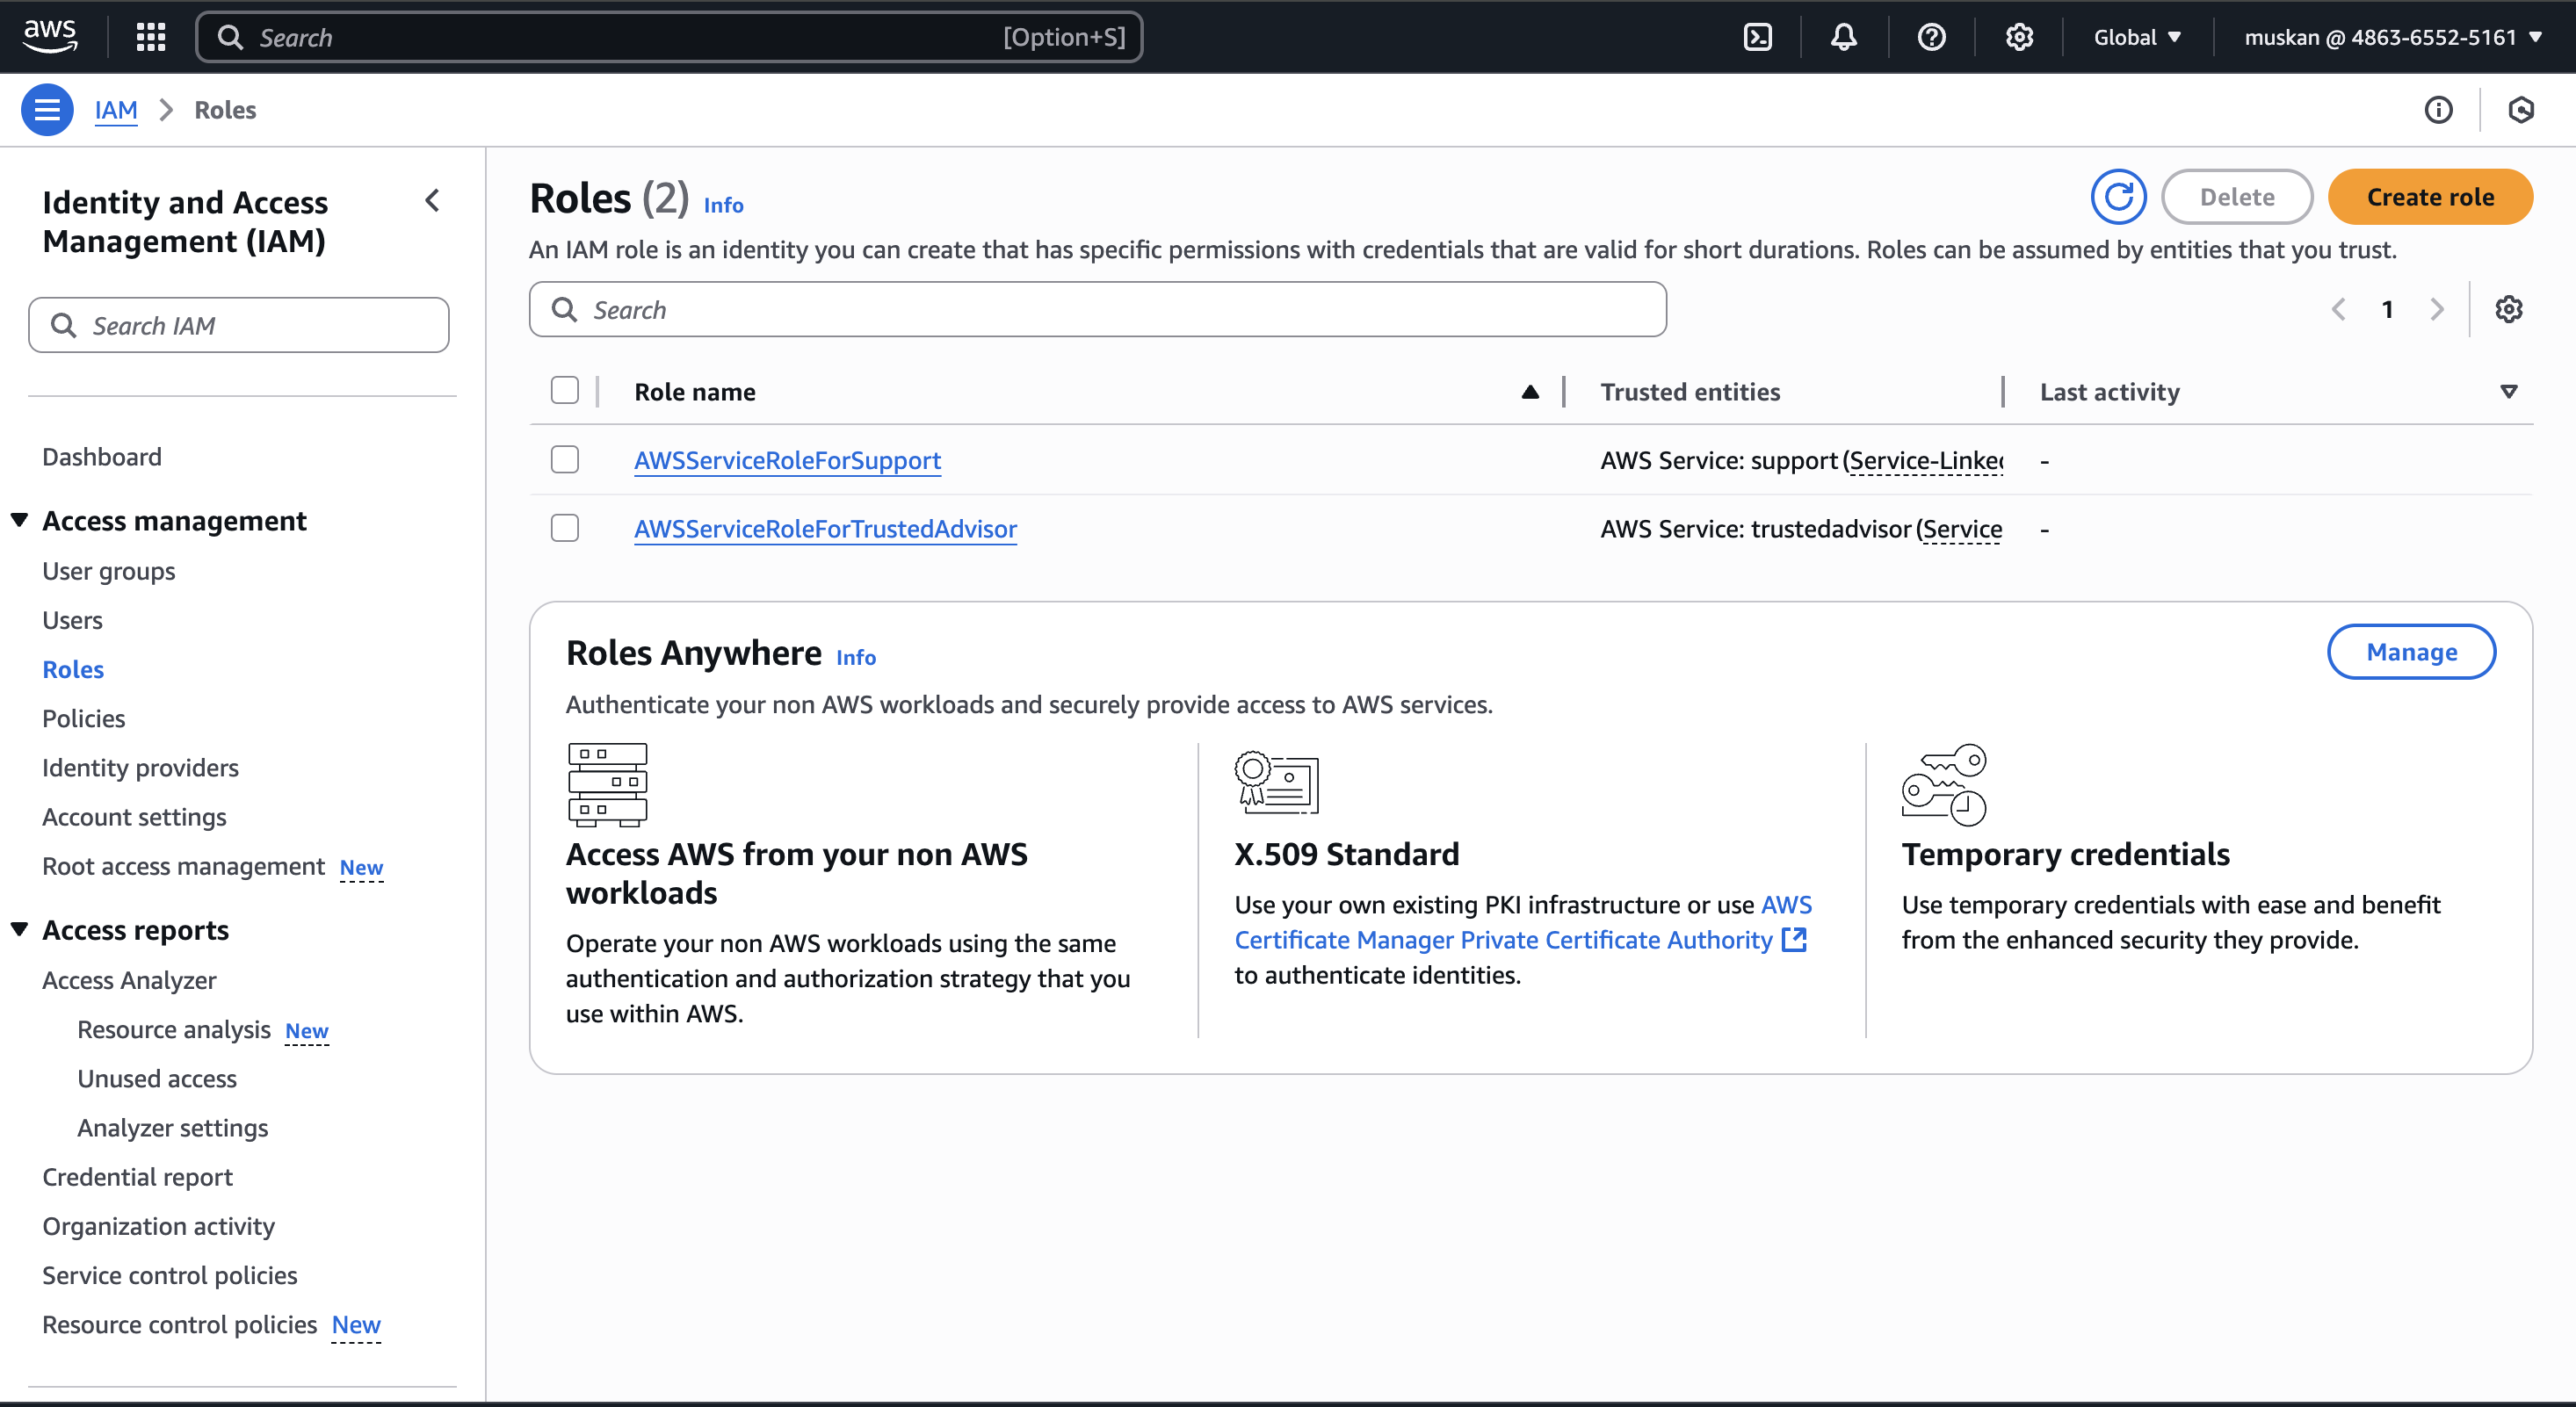 aws
Search [Option+S]
Global
muskan @ 4863-6552-5161
IAM > Roles
Identity and Access
Management (IAM)
Search IAM
Dashboard
Access management
User groups
Users
Roles
Policies
Identity providers
Account settings
Root access management New
Access reports
Access Analyzer
Resource analysis New
Unused access
Analyzer settings
Credential report
Organization activity
Service control policies
Resource control policies New
Roles (2) Info
Delete
Create role
An IAM role is an identity you can create that has specific permissions with credentials that are valid for short durations. Roles can be assumed by entities that you trust.
Search
1
Role name Trusted entities Last activity
AWSServiceRoleForSupport AWS Service: support (Service-Linked -
AWSServiceRoleForTrustedAdvisor AWS Service: trustedadvisor (Service -
Roles Anywhere Info
Manage
Authenticate your non AWS workloads and securely provide access to AWS services.
Access AWS from your non AWS
workloads
Operate your non AWS workloads using the same
authentication and authorization strategy that you
use within AWS.
X.509 Standard
Use your own existing PKI infrastructure or use AWS
Certificate Manager Private Certificate Authority
to authenticate identities.
Temporary credentials
Use temporary credentials with ease and benefit
from the enhanced security they provide.